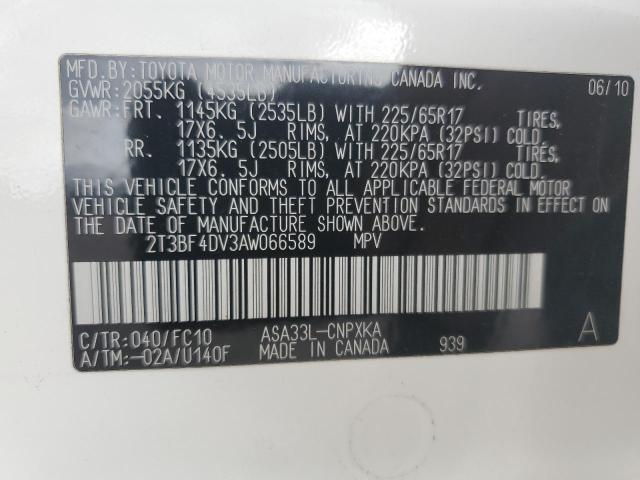 MFD. BY: TOYOTA MOTOR MANUFACTURING CANADA INC. 06/10
GVWR: 2055KG (4535LB)
GAWR: FRT. 1145KG (2535LB) WITH 225/65R17 TIRES,
17X6. 5J RIMS, AT 220KPA (32PSI) COLD.
RR. 1135KG (2505LB) WITH 225/65R17 TIRES,
17X6. 5J RIMS, AT 220KPA (32PSI) COLD.
THIS VEHICLE CONFORMS TO ALL APPLICABLE FEDERAL MOTOR
VEHICLE SAFETY AND THEFT PREVENTION STANDARDS IN EFFECT
ON THE DATE OF MANUFACTURE SHOWN ABOVE.
2T3BF4DV3AW066589 MPV
C/TR: 040/FC10 ASA33L-CNPXKA A
A/TM: -02A/U140F MADE IN CANADA 939